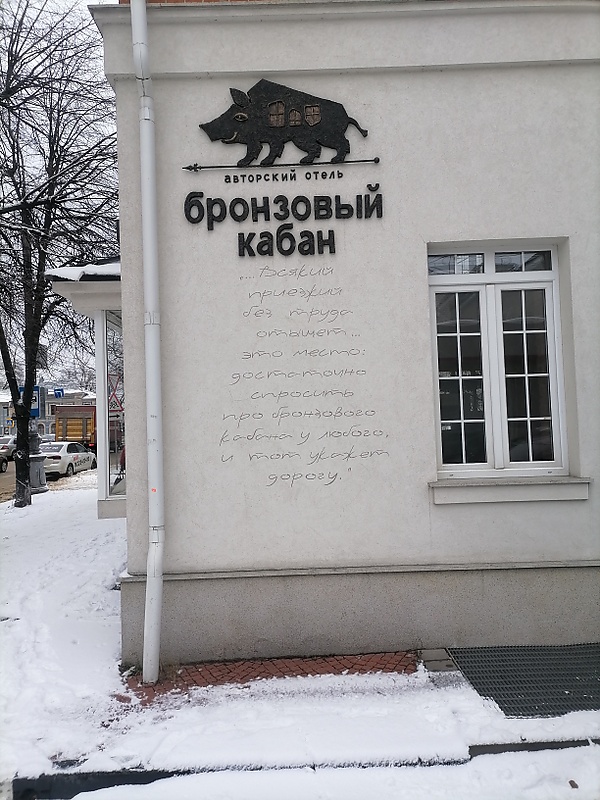 авторский отель
бронзовый
кабан
„...Всякий
приезжий
без труда
отыщет...
это место:
достаточно
спросить
про бронзового
кабана у любого,
и тот укажет
дорогу."